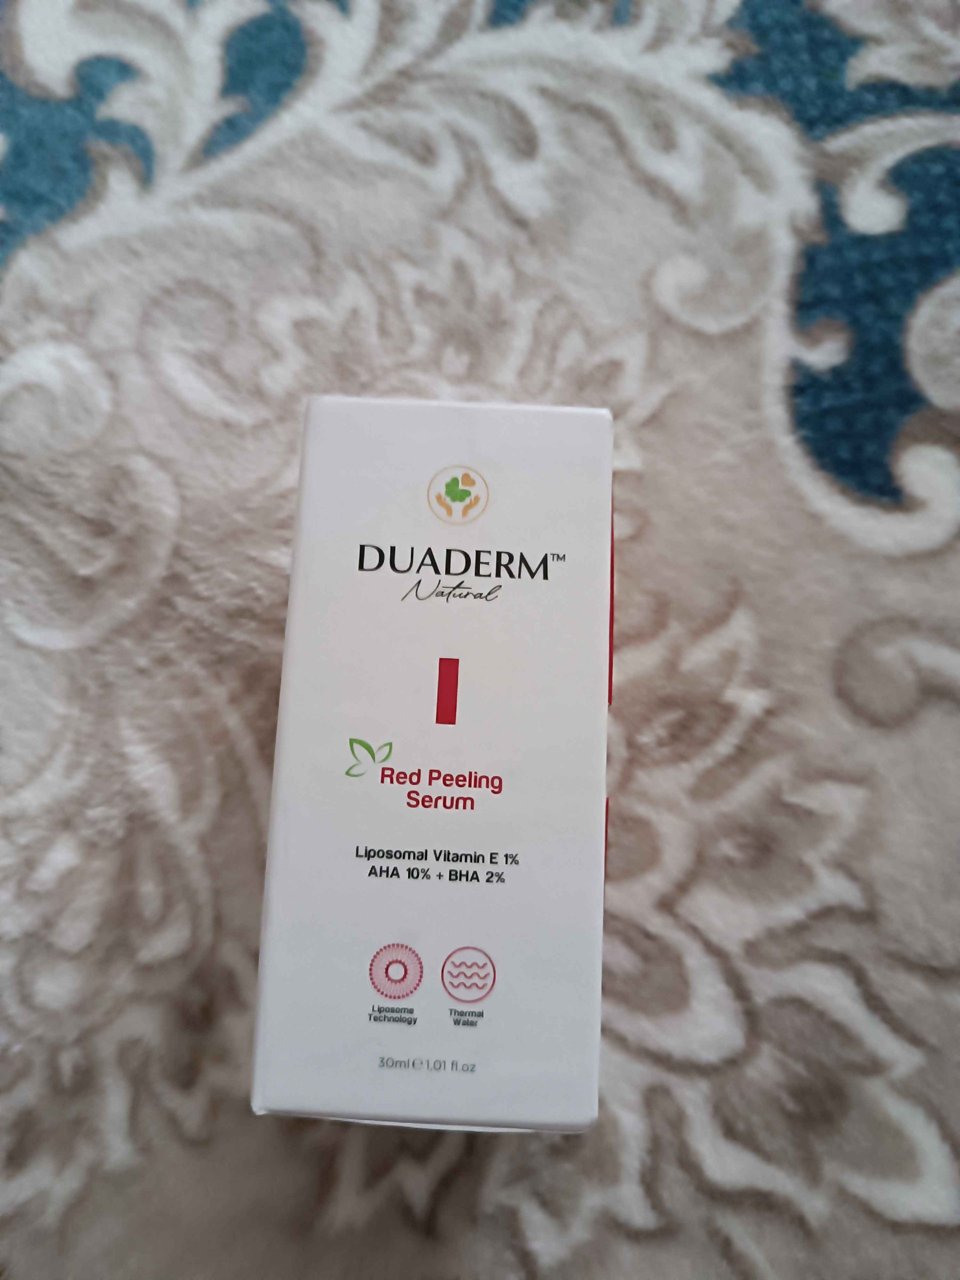 DUADERM™
Natural
Red Peeling
Serum
Liposomal Vitamin E 1%
AHA 10% + BHA 2%
Liposome
Technology
Thermal
Water
30ml ℮ 1.01 fl.oz